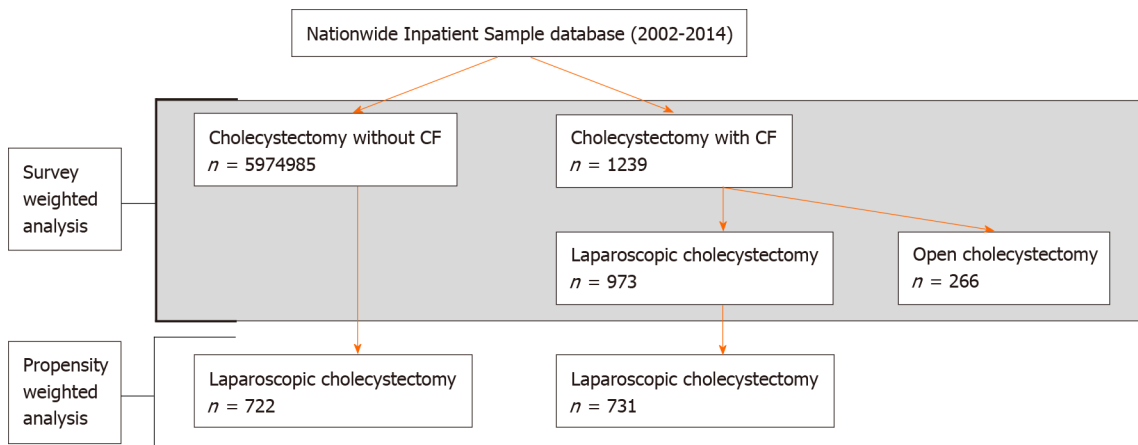 Nationwide Inpatient Sample database (2002-2014)
Survey
weighted
analysis
Cholecystectomy without CF
n = 5974985
Cholecystectomy with CF
n = 1239
Laparoscopic cholecystectomy
n = 973
Open cholecystectomy
n = 266
Propensity
weighted
analysis
Laparoscopic cholecystectomy
n = 722
Laparoscopic cholecystectomy
n = 731